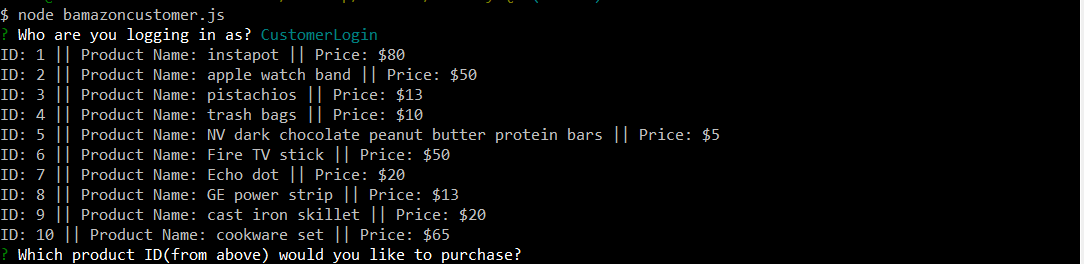 $ node bamazoncustomer.js
? Who are you logging in as? CustomerLogin
ID: 1 || Product Name: instapot || Price: $80
ID: 2 || Product Name: apple watch band || Price: $50
ID: 3 || Product Name: pistachios || Price: $13
ID: 4 || Product Name: trash bags || Price: $10
ID: 5 || Product Name: NV dark chocolate peanut butter protein bars || Price: $5
ID: 6 || Product Name: Fire TV stick || Price: $50
ID: 7 || Product Name: Echo dot || Price: $20
ID: 8 || Product Name: GE power strip || Price: $13
ID: 9 || Product Name: cast iron skillet || Price: $20
ID: 10 || Product Name: cookware set || Price: $65
? Which product ID(from above) would you like to purchase?